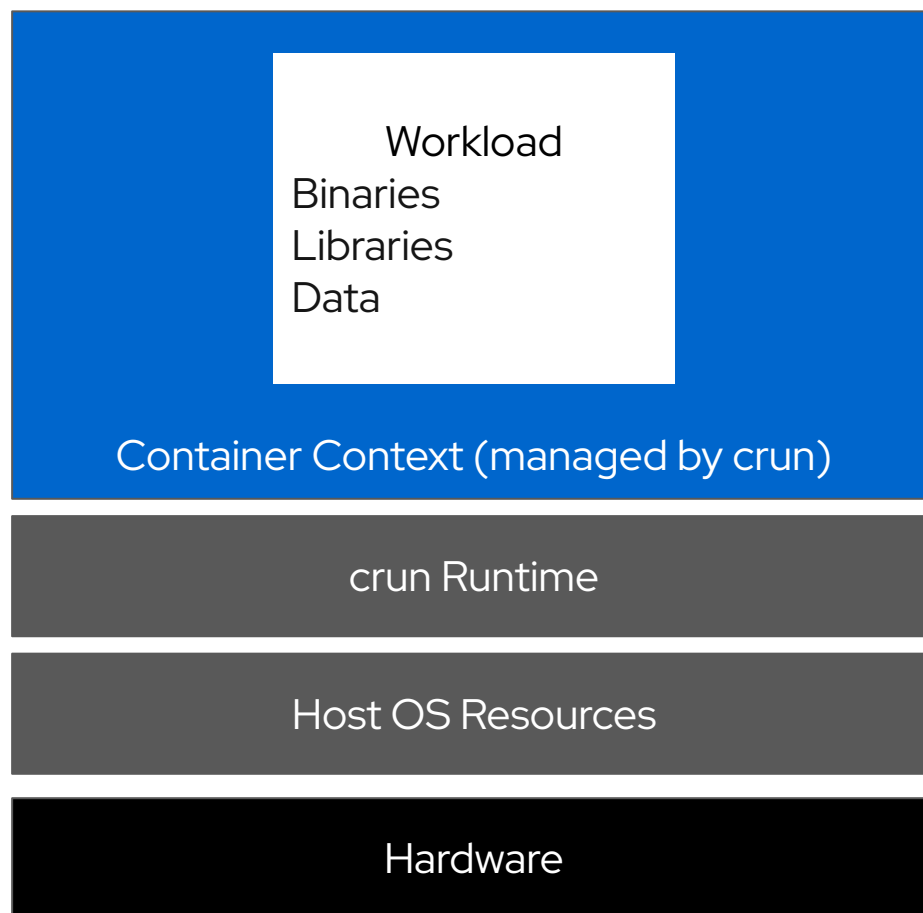 Workload
Binaries
Libraries
Data
Container Context (managed by crun)
crun Runtime
Host OS Resources
Hardware